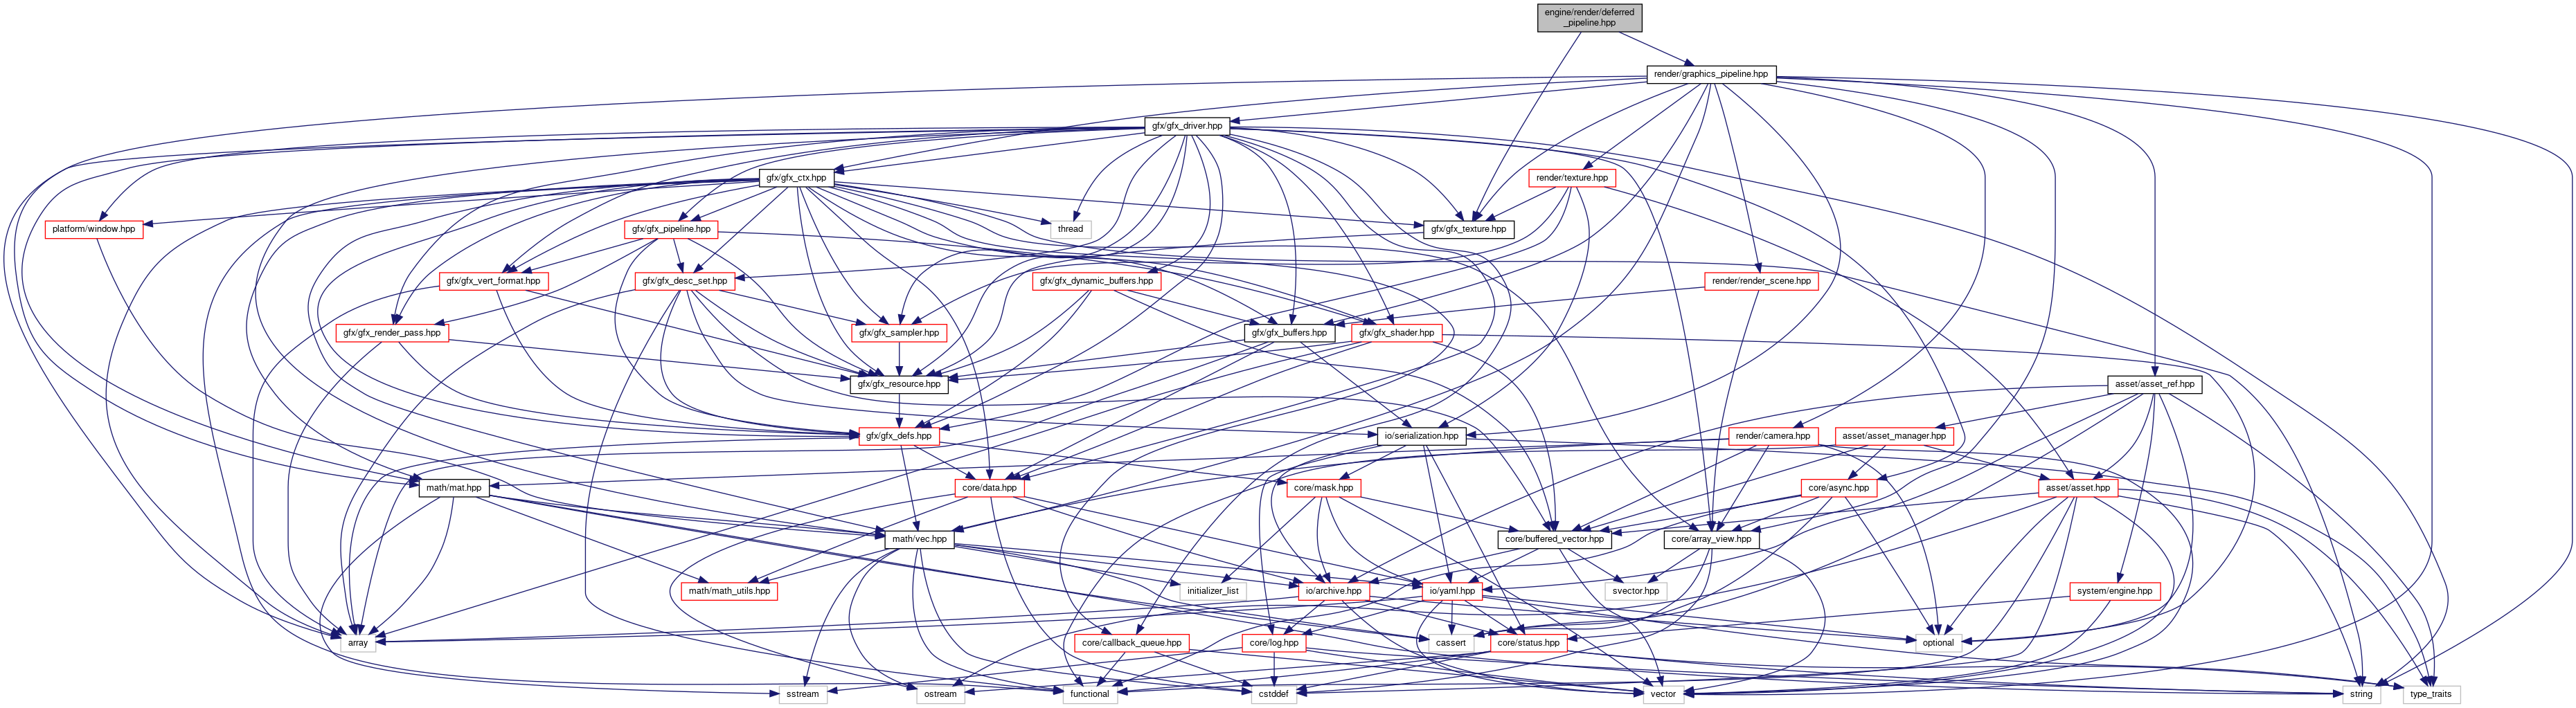 engine/render/deferred
_pipeline.hpp
render/graphics_pipeline.hpp
gfx/gfx_driver.hpp
gfx/gfx_ctx.hpp
render/texture.hpp
platform/window.hpp
gfx/gfx_pipeline.hpp
thread
gfx/gfx_texture.hpp
gfx/gfx_vert_format.hpp
gfx/gfx_desc_set.hpp
gfx/gfx_dynamic_buffers.hpp
render/render_scene.hpp
gfx/gfx_render_pass.hpp
gfx/gfx_sampler.hpp
gfx/gfx_buffers.hpp
gfx/gfx_shader.hpp
gfx/gfx_resource.hpp
asset/asset_ref.hpp
gfx/gfx_defs.hpp
io/serialization.hpp
render/camera.hpp
asset/asset_manager.hpp
math/mat.hpp
core/data.hpp
core/mask.hpp
core/async.hpp
asset/asset.hpp
math/vec.hpp
core/buffered_vector.hpp
core/array_view.hpp
math/math_utils.hpp
initializer_list
io/archive.hpp
io/yaml.hpp
svector.hpp
system/engine.hpp
array
core/callback_queue.hpp
core/log.hpp
cassert
core/status.hpp
optional
sstream
ostream
functional
cstddef
vector
string
type_traits